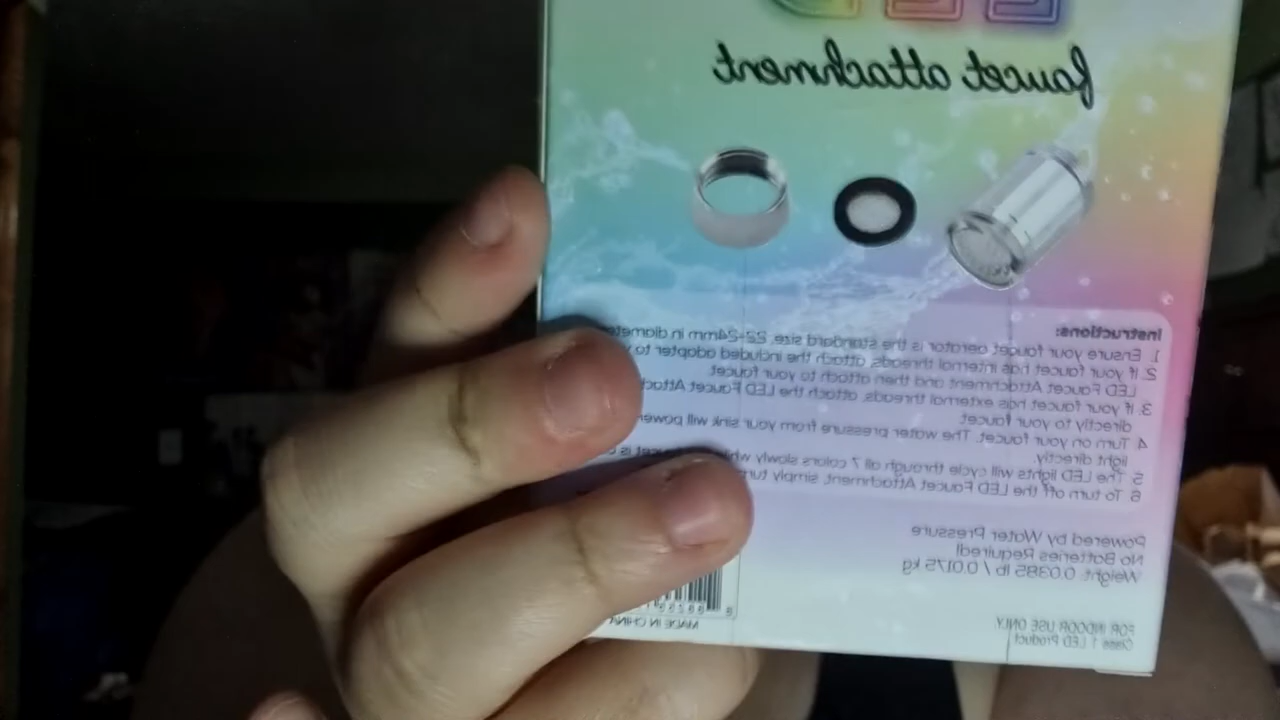 LED
faucet attachment
Instructions:
1. Ensure your faucet aerator is the standard size, 22-24mm in diameter
2. If your faucet has internal threads, attach the included adapter to
LED Faucet Attachment and then attach to your faucet.
3. If your faucet has external threads, attach the LED Faucet
directly to your faucet.
4. Turn on your faucet. The water pressure from your sink will power
light directly.
5. The LED lights will cycle through all 7 colors slowly is
6. To turn off the LED Faucet Attachment, simply
Powered by Water Pressure
No Batteries Required!
Weight: 0.0385 lb / 0.0175 kg
FOR INDOOR USE ONLY
Class 1 LED Product
MADE IN CHINA